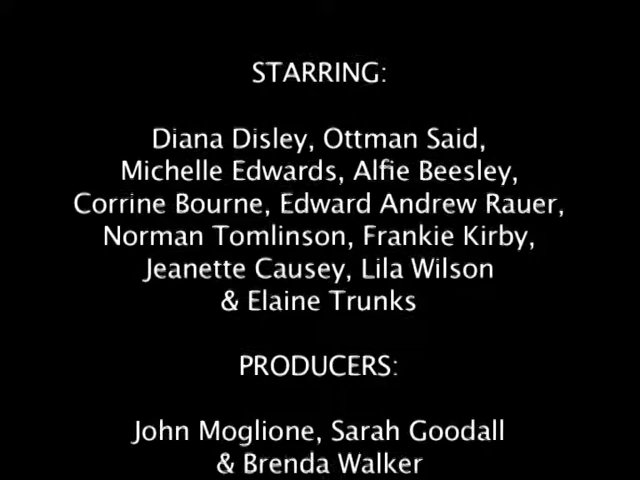 STARRING:
Diana Disley, Ottman Said,
Michelle Edwards, Alfie Beesley,
Corrine Bourne, Edward Andrew Rauer,
Norman Tomlinson, Frankie Kirby,
Jeanette Causey, Lila Wilson
& Elaine Trunks
PRODUCERS:
John Moglione, Sarah Goodall
& Brenda Walker